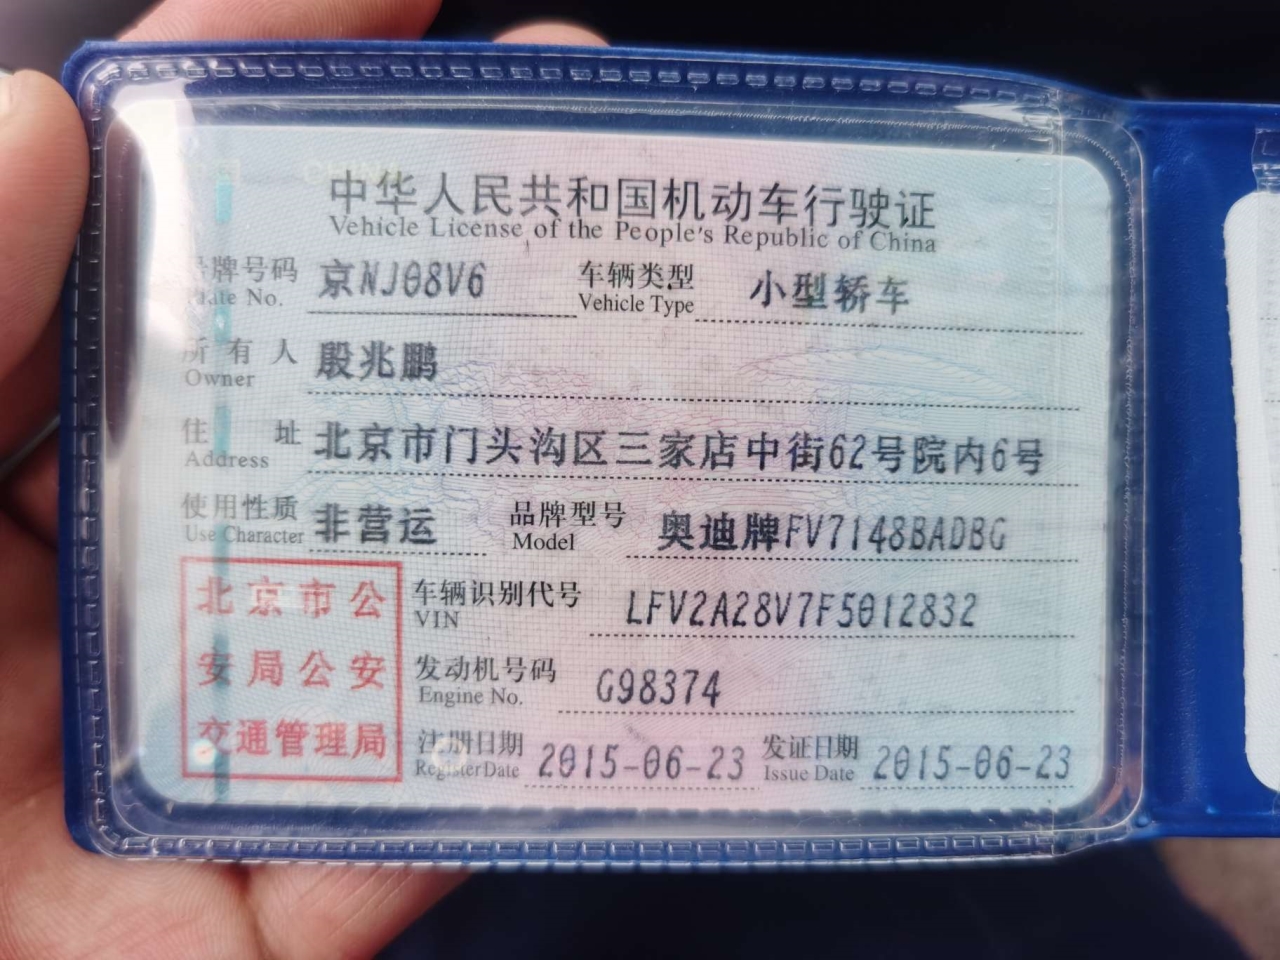 中华人民共和国机动车行驶证
Vehicle License of the People's Republic of China
号牌号码 京NJ08V6 车辆类型 小型轿车
Plate No. Vehicle Type
所有人 殷兆鹏
Owner
住址 北京市门头沟区三家店中街62号院内6号
Address
使用性质 非营运 品牌型号 奥迪牌FV7148BADBG
Use Character Model
北京市公
安局公安
交通管理局
车辆识别代号 LFV2A28V7F5012832
VIN
发动机号码 G98374
Engine No.
注册日期 2015-06-23 发证日期 2015-06-23
Register Date Issue Date